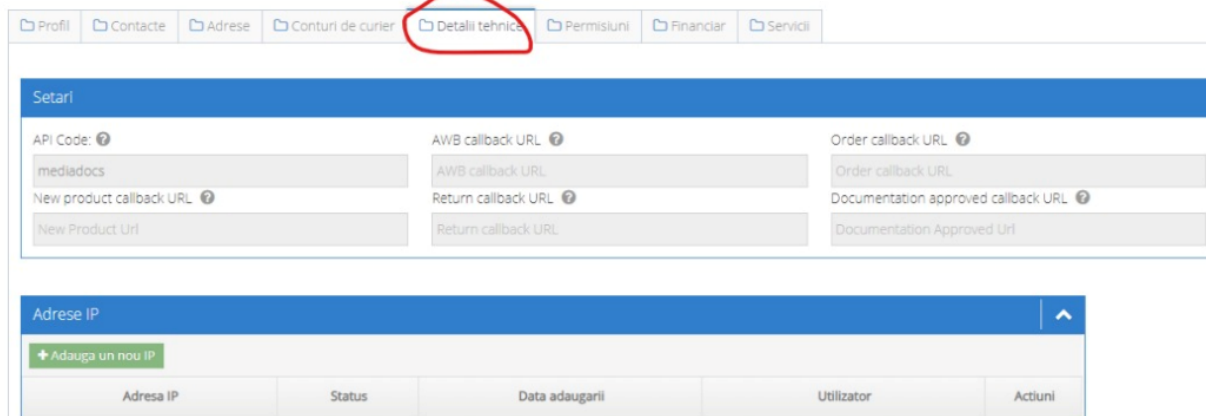 Profil Contacte Adrese Conturi de curier Detalii tehnice Permisiuni Financiar Servicii
Setari
API Code: AWB callback URL Order callback URL
mediadocs AWB callback URL Order callback URL
New product callback URL Return callback URL Documentation approved callback URL
New Product Url Return callback URL Documentation Approved Url
Adrese IP
+ Adauga un nou IP
Adresa IP Status Data adaugarii Utilizator Actiuni